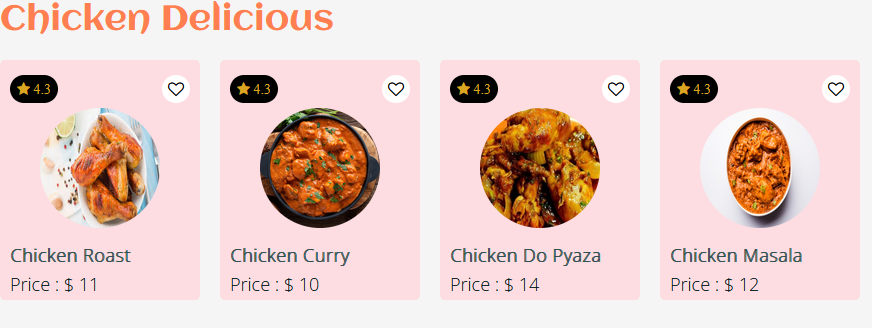 Chicken Delicious
4.3
4.3
4.3
4.3
Chicken Roast
Price : $ 11
Chicken Curry
Price : $ 10
Chicken Do Pyaza
Price : $ 14
Chicken Masala
Price : $ 12